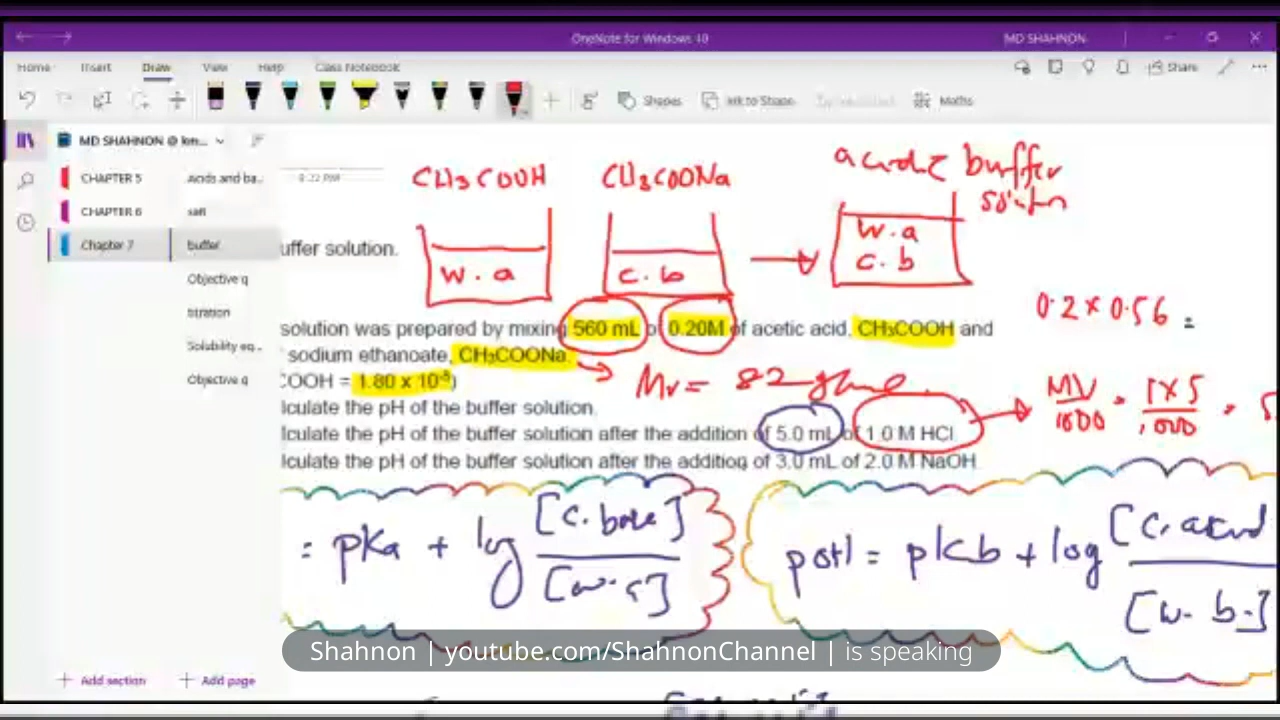 OneNote for Windows 10
MD SHAHNON
Home Insert Draw View Help Class Notebook
Share
Shapes Ink to Shape Maths
MD SHAHNON @ km...
CHAPTER 5
CHAPTER 6
Chapter 7
Acids and ba...
salt
buffer
Objective q
titration
Solubility eq...
Objective q
8:22 PM
CH3COOH
CH3COONa
acidic buffer
solution
w.a
c.b
w.a
c.b
uffer solution.
0.2 x 0.56 =
solution was prepared by mixing 560 mL of 0.20M of acetic acid, CH₃COOH and
sodium ethanoate, CH₃COONa.
COOH = 1.80 x 10⁻⁵)
Mr = 82 g/mol
lculate the pH of the buffer solution.
lculate the pH of the buffer solution after the addition of 5.0 mL of 1.0 M HCl
lculate the pH of the buffer solution after the addition of 3.0 mL of 2.0 M NaOH
MV/1000 = 1x5/1000 = 5
= pKa + log [c.base]/[w.a]
pOH = pKb + log [c.acid/[w.b.]
Shahnon | youtube.com/ShahnonChannel | is speaking
+ Add section
+ Add page